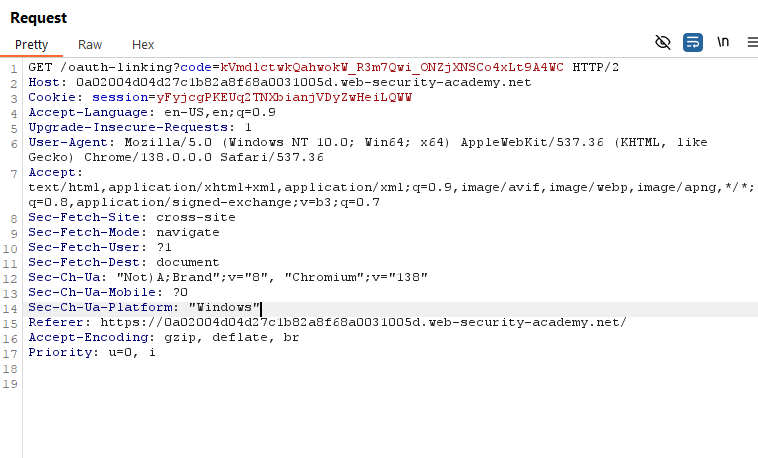 Request
Pretty Raw Hex
\n
1 GET /oauth-linking?code=kVmdlctwkQahwokW_R3m7Qwi_ONZjXNSCo4xLt9A4WC HTTP/2
2 Host: 0a02004d04d27c1b82a8f68a0031005d.web-security-academy.net
3 Cookie: session=yFyjcgPKEUq2TNXbianjVDyZwHeiLQWW
4 Accept-Language: en-US,en;q=0.9
5 Upgrade-Insecure-Requests: 1
6 User-Agent: Mozilla/5.0 (Windows NT 10.0; Win64; x64) AppleWebKit/537.36 (KHTML, like
Gecko) Chrome/138.0.0.0 Safari/537.36
7 Accept:
text/html,application/xhtml+xml,application/xml;q=0.9,image/avif,image/webp,image/apng,*/*;
q=0.8,application/signed-exchange;v=b3;q=0.7
8 Sec-Fetch-Site: cross-site
9 Sec-Fetch-Mode: navigate
10 Sec-Fetch-User: ?1
11 Sec-Fetch-Dest: document
12 Sec-Ch-Ua: "Not)A;Brand";v="8", "Chromium";v="138"
13 Sec-Ch-Ua-Mobile: ?0
14 Sec-Ch-Ua-Platform: "Windows"
15 Referer: https://0a02004d04d27c1b82a8f68a0031005d.web-security-academy.net/
16 Accept-Encoding: gzip, deflate, br
17 Priority: u=0, i
18
19